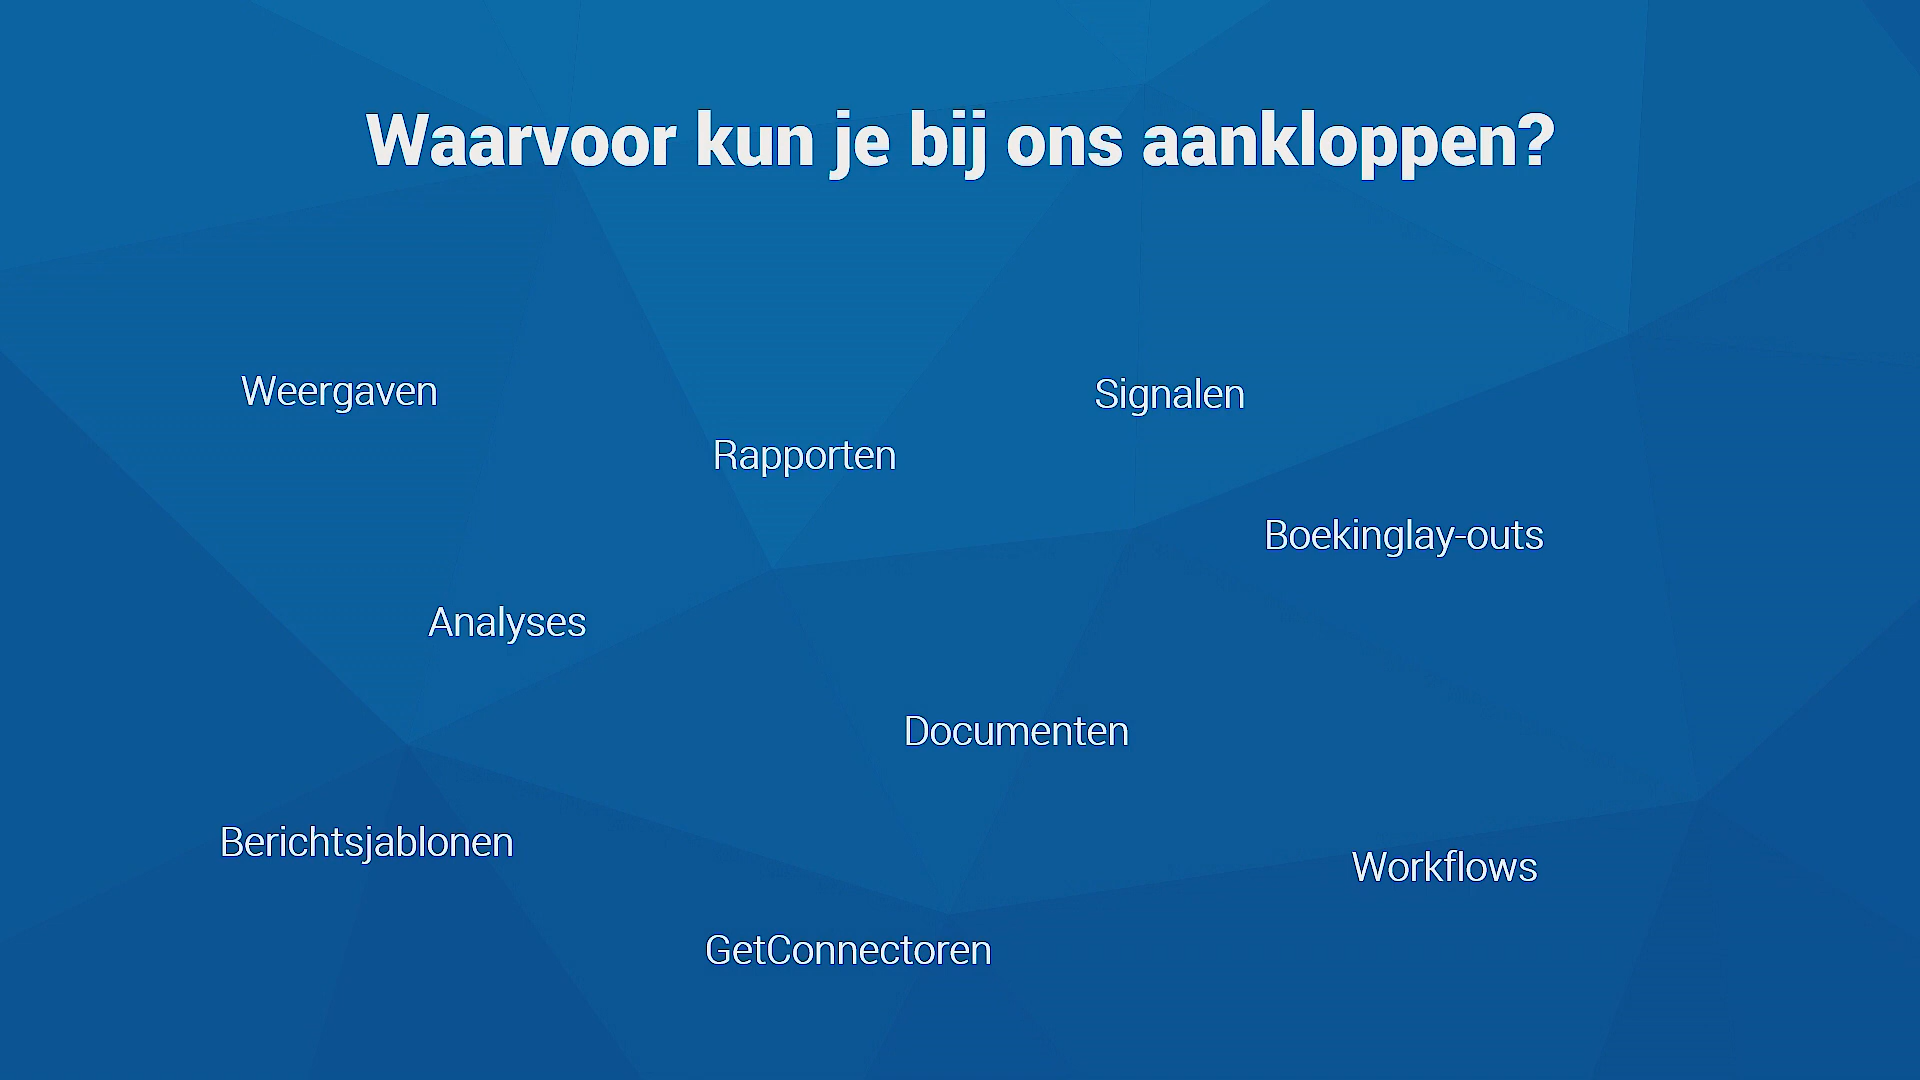 Waarvoor kun je bij ons aankloppen?
Weergaven
Signalen
Rapporten
Boekinglay-outs
Analyses
Documenten
Berichtsjablonen
Workflows
GetConnectoren